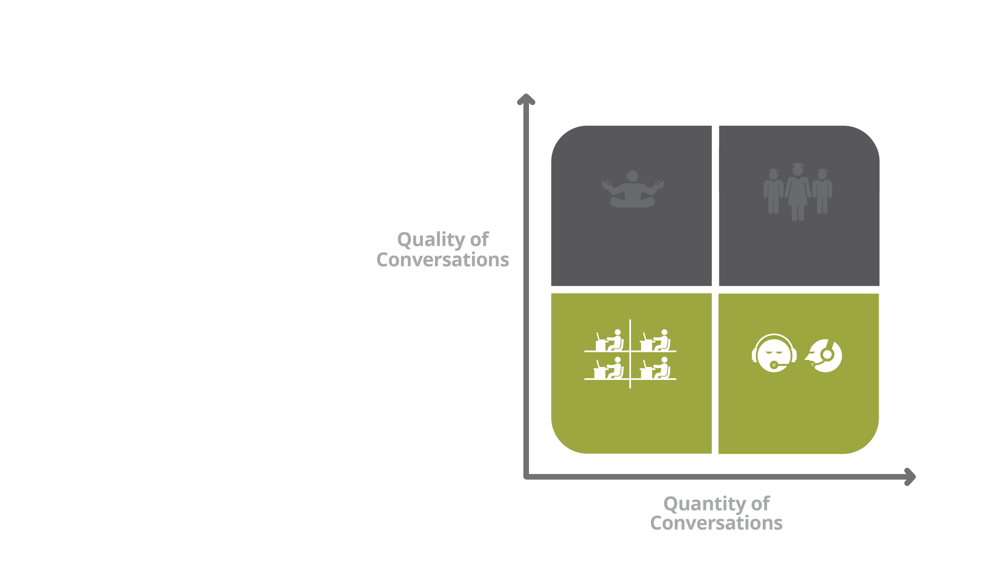 Quality of
Conversations
Quantity of
Conversations